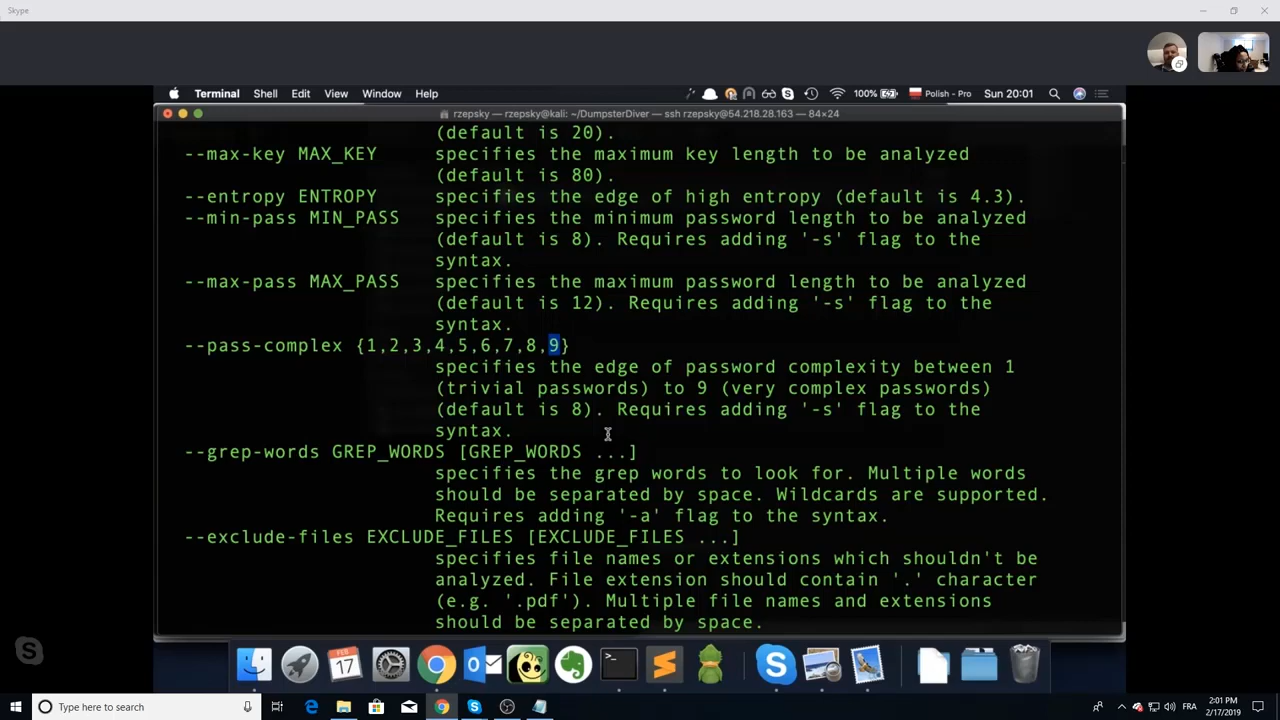 Skype
Terminal Shell Edit View Window Help 100% Polish - Pro Sun 20:01
rzepsky — rzepsky@kali: ~/DumpsterDiver — ssh rzepsky@54.218.28.163 — 84×24
(default is 20).
--max-key MAX_KEY specifies the maximum key length to be analyzed
(default is 80).
--entropy ENTROPY specifies the edge of high entropy (default is 4.3).
--min-pass MIN_PASS specifies the minimum password length to be analyzed
(default is 8). Requires adding '-s' flag to the
syntax.
--max-pass MAX_PASS specifies the maximum password length to be analyzed
(default is 12). Requires adding '-s' flag to the
syntax.
--pass-complex {1,2,3,4,5,6,7,8,9}
specifies the edge of password complexity between 1
(trivial passwords) to 9 (very complex passwords)
(default is 8). Requires adding '-s' flag to the
syntax.
--grep-words GREP_WORDS [GREP_WORDS ...]
specifies the grep words to look for. Multiple words
should be separated by space. Wildcards are supported.
Requires adding '-a' flag to the syntax.
--exclude-files EXCLUDE_FILES [EXCLUDE_FILES ...]
specifies file names or extensions which shouldn't be
analyzed. File extension should contain '.' character
(e.g. '.pdf'). Multiple file names and extensions
should be separated by space.
FEB
17
Type here to search
FRA
2:01 PM
2/17/2019